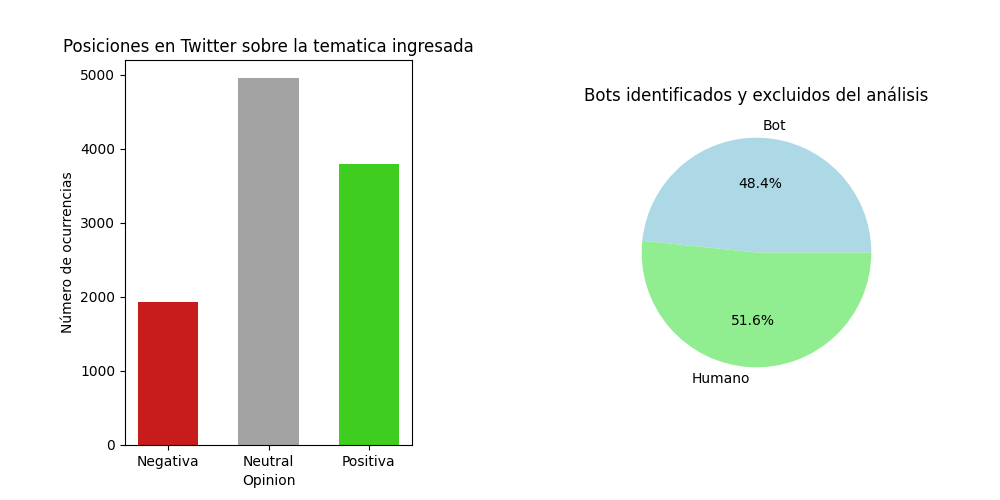 Posiciones en Twitter sobre la tematica ingresada
5000
4000
3000
2000
1000
0
Número de ocurrencias
Negativa
Neutral
Positiva
Opinion
Bots identificados y excluidos del análisis
Bot
48.4%
51.6%
Humano